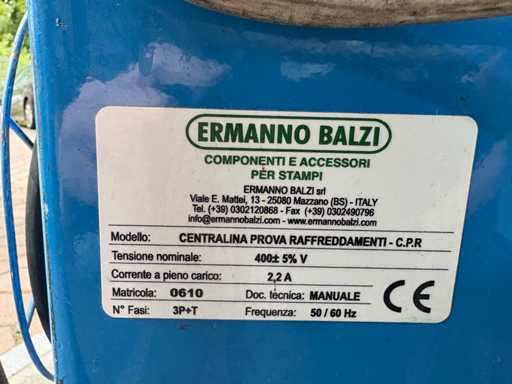 ERMANNO BALZI
COMPONENTI E ACCESSORI
PER STAMPI
ERMANNO BALZI srl
Viale E. Mattei, 13 - 25080 Mazzano (BS) - ITALY
Tel. (+39) 0302120868 - Fax (+39) 0302490796
info@ermannobalzi.com - www.ermannobalzi.com
Modello: CENTRALINA PROVA RAFFREDDAMENTI - C.P.R
Tensione nominale: 400± 5% V
Corrente a pieno carico: 2,2 A
Matricola: 0610 Doc. tecnica: MANUALE
N° Fasi: 3P+T Frequenza: 50 / 60 Hz
CE